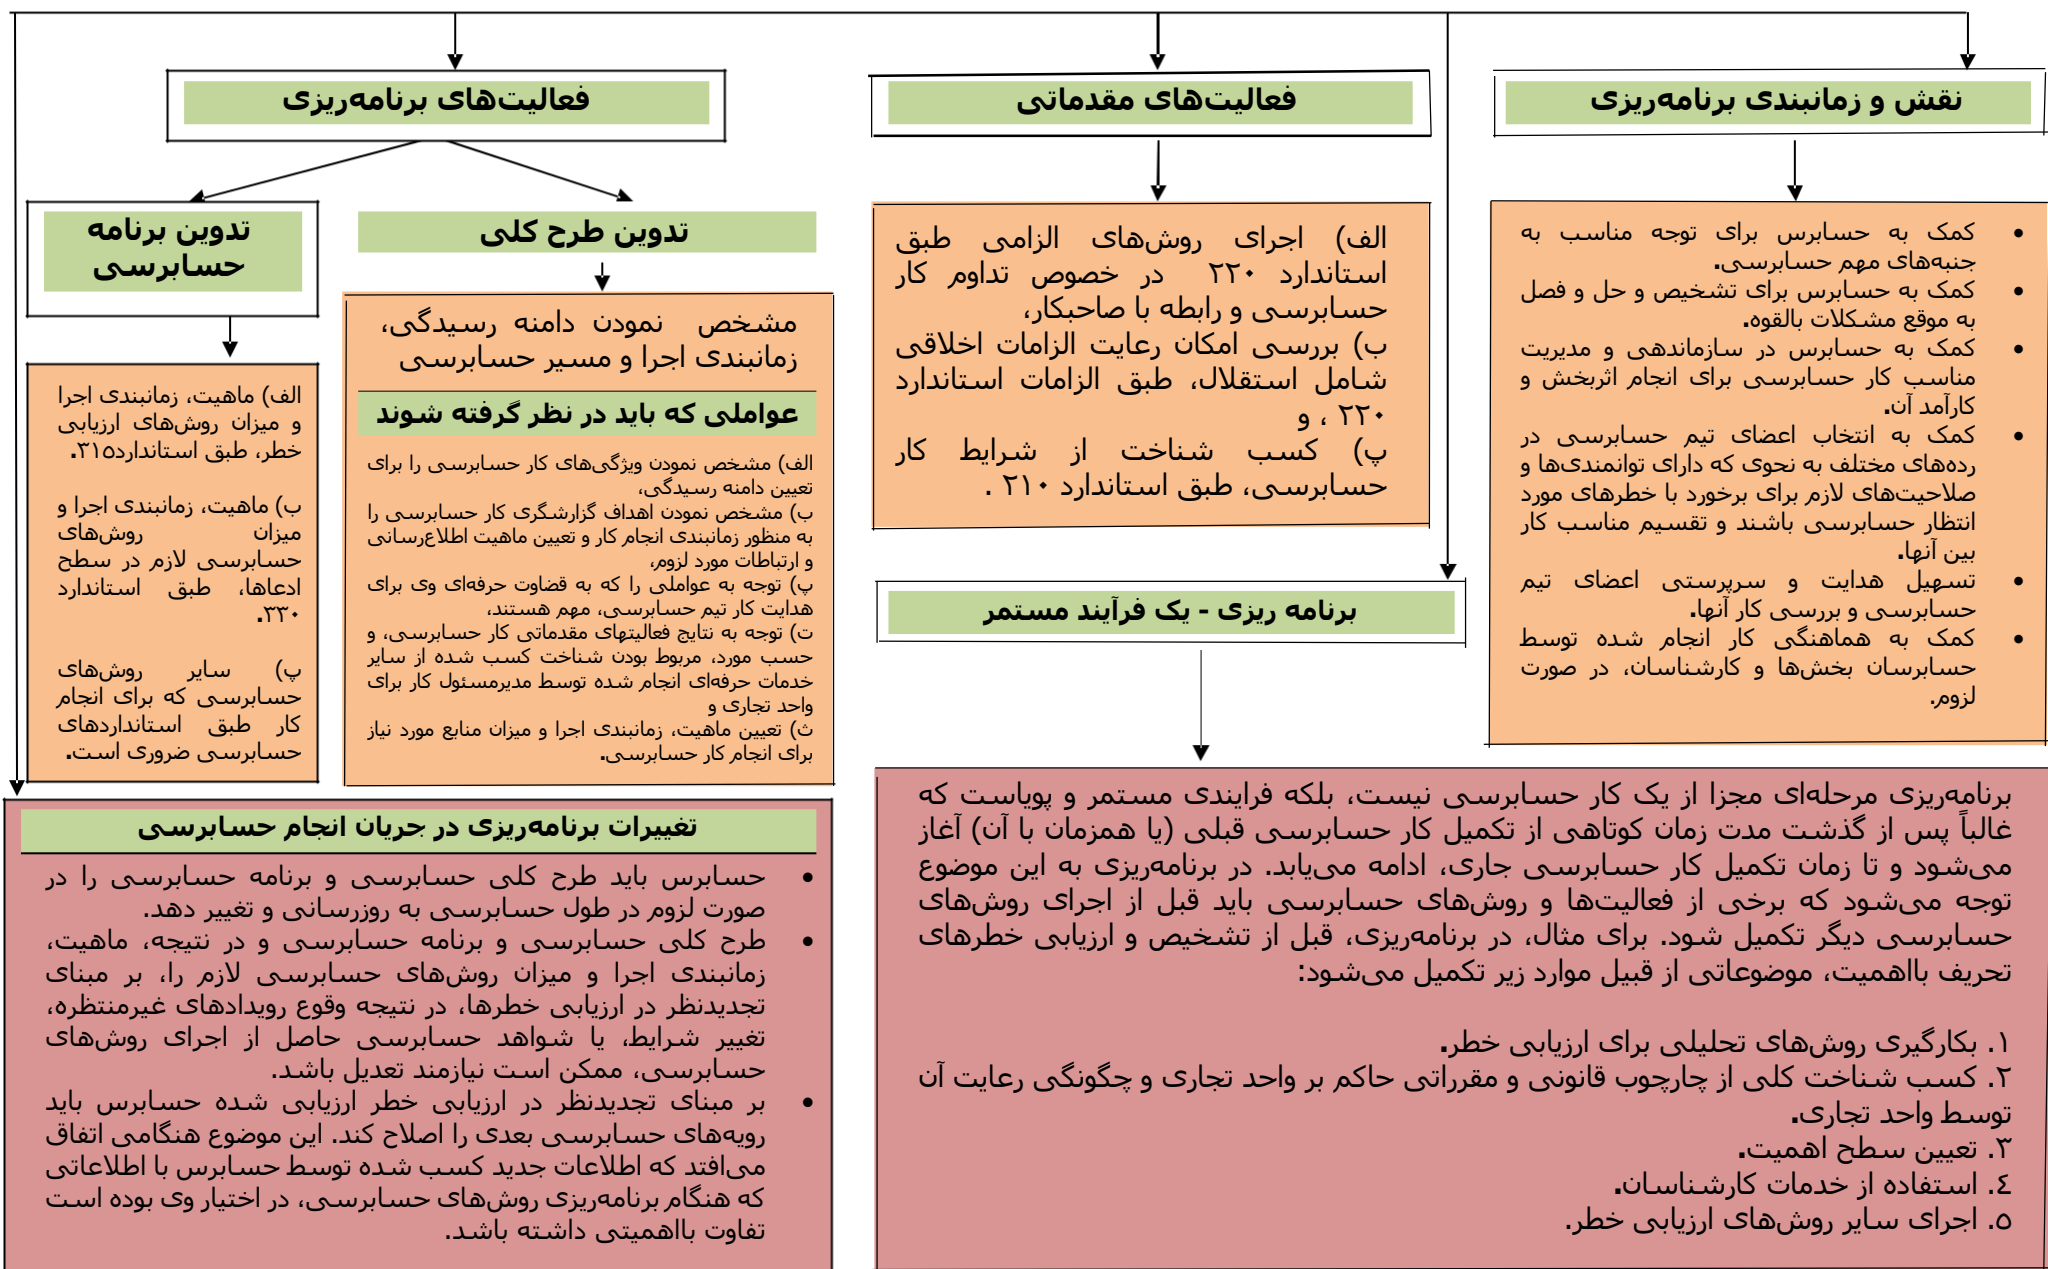 نقش و زمانبندی برنامه‌ریزی
• کمک به حسابرس برای توجه مناسب به
جنبه‌های مهم حسابرسی.
• کمک به حسابرس برای تشخیص و حل و فصل
به موقع مشکلات بالقوه.
• کمک به حسابرس در سازماندهی و مدیریت
مناسب کار حسابرسی برای انجام اثربخش و
کارآمد آن.
• کمک به انتخاب اعضای تیم حسابرسی در
رده‌های مختلف به نحوی که دارای توانمندی‌ها و
صلاحیت‌های لازم برای برخورد با خطرهای مورد
انتظار حسابرسی باشند و تقسیم مناسب کار
بین آنها.
• تسهیل هدایت و سرپرستی اعضای تیم
حسابرسی و بررسی کار آنها.
• کمک به هماهنگی کار انجام شده توسط
حسابرسان بخش‌ها و کارشناسان، در صورت
لزوم.
فعالیت‌های مقدماتی
الف) اجرای روش‌های الزامی طبق
استاندارد ۲۲۰ در خصوص تداوم کار
حسابرسی و رابطه با صاحبکار،
ب) بررسی امکان رعایت الزامات اخلاقی
شامل استقلال، طبق الزامات استاندارد
۲۲۰ ، و
پ) کسب شناخت از شرایط کار
حسابرسی، طبق استاندارد ۲۱۰ .
فعالیت‌های برنامه‌ریزی
تدوین طرح کلی
مشخص نمودن دامنه رسیدگی،
زمانبندی اجرا و مسیر حسابرسی
عواملی که باید در نظر گرفته شوند
الف) مشخص نمودن ویژگی‌های کار حسابرسی را برای
تعیین دامنه رسیدگی،
ب) مشخص نمودن اهداف گزارشگری کار حسابرسی را
به منظور زمانبندی انجام کار و تعیین ماهیت اطلاع‌رسانی
و ارتباطات مورد لزوم،
پ) توجه به عواملی را که به قضاوت حرفه‌ای وی برای
هدایت کار تیم حسابرسی، مهم هستند،
ت) توجه به نتایج فعالیتهای مقدماتی کار حسابرسی، و
حسب مورد، مربوط بودن شناخت کسب شده از سایر
خدمات حرفه‌ای انجام شده توسط مدیرمسئول کار برای
واحد تجاری و
ث) تعیین ماهیت، زمانبندی اجرا و میزان منابع مورد نیاز
برای انجام کار حسابرسی.
تدوین برنامه
حسابرسی
الف) ماهیت، زمانبندی اجرا
و میزان روش‌های ارزیابی
خطر، طبق استاندارد۳۱۵.
ب) ماهیت، زمانبندی اجرا و
میزان روش‌های
حسابرسی لازم در سطح
ادعاها، طبق استاندارد
۳۳۰.
پ) سایر روش‌های
حسابرسی که برای انجام
کار طبق استانداردهای
حسابرسی ضروری است.
برنامه ریزی - یک فرآیند مستمر
برنامه‌ریزی مرحله‌ای مجزا از یک کار حسابرسی نیست، بلکه فرایندی مستمر و پویاست که
غالباً پس از گذشت مدت زمان کوتاهی از تکمیل کار حسابرسی قبلی (یا همزمان با آن) آغاز
می‌شود و تا زمان تکمیل کار حسابرسی جاری، ادامه می‌یابد. در برنامه‌ریزی به این موضوع
توجه می‌شود که برخی از فعالیت‌ها و روش‌های حسابرسی باید قبل از اجرای روش‌های
حسابرسی دیگر تکمیل شود. برای مثال، در برنامه‌ریزی، قبل از تشخیص و ارزیابی خطرهای
تحریف بااهمیت، موضوعاتی از قبیل موارد زیر تکمیل می‌شود:
۱. بکارگیری روش‌های تحلیلی برای ارزیابی خطر.
۲. کسب شناخت کلی از چارچوب قانونی و مقرراتی حاکم بر واحد تجاری و چگونگی رعایت آن
توسط واحد تجاری.
۳. تعیین سطح اهمیت.
٤. استفاده از خدمات کارشناسان.
۵. اجرای سایر روش‌های ارزیابی خطر.
تغییرات برنامه‌ریزی در جریان انجام حسابرسی
• حسابرس باید طرح کلی حسابرسی و برنامه حسابرسی را در
صورت لزوم در طول حسابرسی به روزرسانی و تغییر دهد.
• طرح کلی حسابرسی و برنامه حسابرسی و در نتیجه، ماهیت،
زمانبندی اجرا و میزان روش‌های حسابرسی لازم را، بر مبنای
تجدیدنظر در ارزیابی خطرها، در نتیجه وقوع رویدادهای غیرمنتظره،
تغییر شرایط، یا شواهد حسابرسی حاصل از اجرای روش‌های
حسابرسی، ممکن است نیازمند تعدیل باشد.
• بر مبنای تجدیدنظر در ارزیابی خطر ارزیابی شده حسابرس باید
رویه‌های حسابرسی بعدی را اصلاح کند. این موضوع هنگامی اتفاق
می‌افتد که اطلاعات جدید کسب شده توسط حسابرس با اطلاعاتی
که هنگام برنامه‌ریزی روش‌های حسابرسی، در اختیار وی بوده است
تفاوت بااهمیتی داشته باشد.